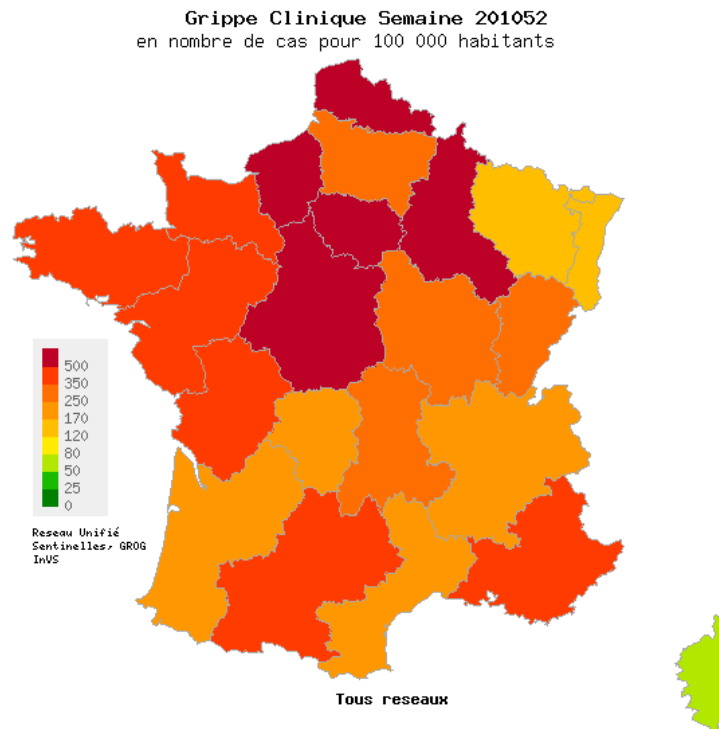 Grippe Clinique Semaine 201052
en nombre de cas pour 100 000 habitants
500
350
250
170
120
80
50
25
0
Reseau Unifié
Sentinelles, GROG
InVS
Tous reseaux